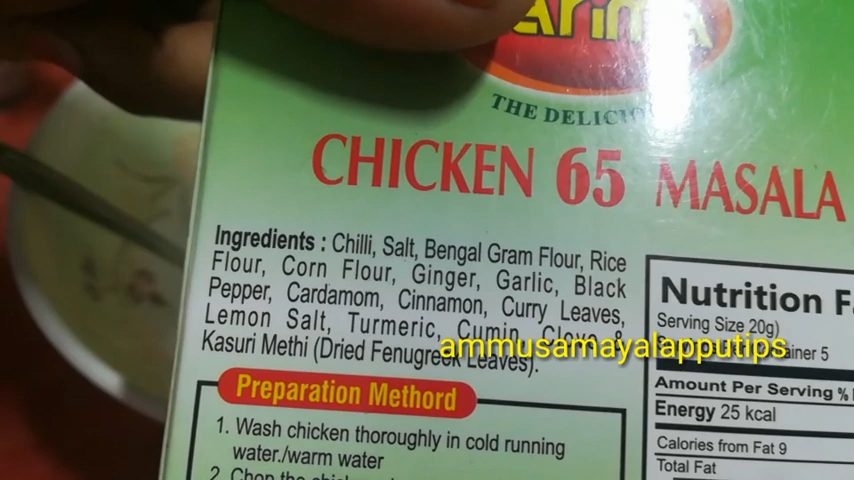 THE
CHICKEN 65 MASALA
Ingredients : Chilli, Salt, Bengal Gram Flour, Rice
Flour, Corn Flour, Ginger, Garlic, Black
Pepper, Cardamom, Cinnamon, Curry Leaves,
Lemon Salt, Turmeric, Cumin, Clove &
Kasuri Methi (Dried Fenugreek Leaves).
ammusamayalapputips
Preparation Methord
1. Wash chicken thoroughly in cold running
water./warm water
2. Chop the
Nutrition
Serving Size 20g)
5
Amount Per Serving %
Energy 25 kcal
Calories from Fat 9
Total Fat